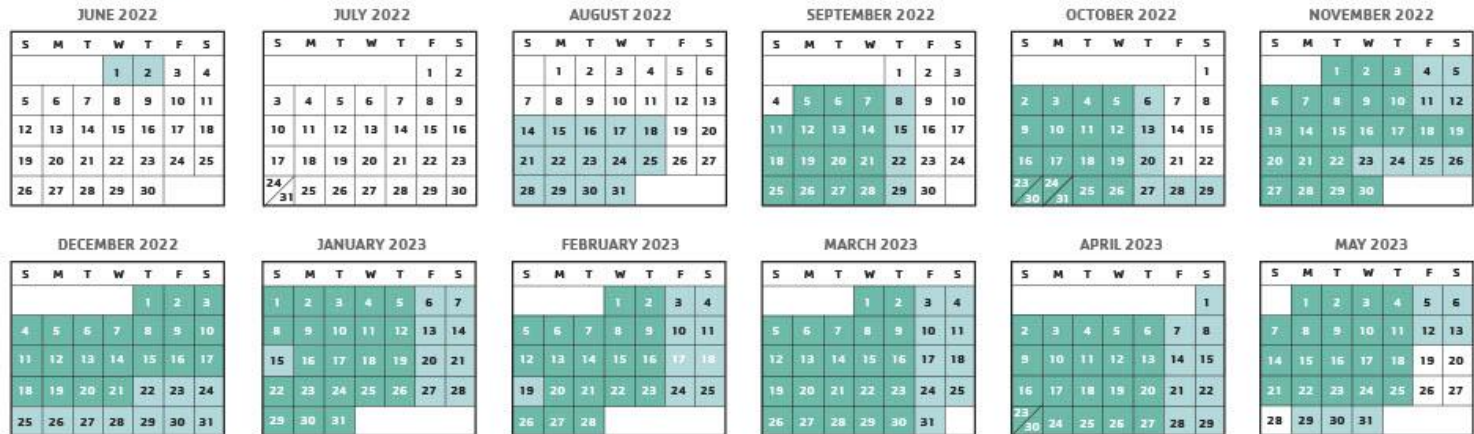 JUNE 2022 JULY 2022 AUGUST 2022 SEPTEMBER 2022 OCTOBER 2022 NOVEMBER 2022
S M T W T F S S M T W T F S S M T W T F S S M T W T F S S M T W T F S S M T W T F S
1 2 3 4 1 2 1 2 3 4 5 6 1 2 3 1 1 2 3 4 5
5 6 7 8 9 10 11 3 4 5 6 7 8 9 7 8 9 10 11 12 13 4 5 6 7 8 9 10 2 3 4 5 6 7 8 6 7 8 9 10 11 12
12 13 14 15 16 17 18 10 11 12 13 14 15 16 14 15 16 17 18 19 20 11 12 13 14 15 16 17 9 10 11 12 13 14 15 13 14 15 16 17 18 19
19 20 21 22 23 24 25 17 18 19 20 21 22 23 21 22 23 24 25 26 27 18 19 20 21 22 23 24 16 17 18 19 20 21 22 20 21 22 23 24 25 26
26 27 28 29 30 24/31 25 26 27 28 29 30 28 29 30 31 25 26 27 28 29 30 23/30 24/31 25 26 27 28 29 27 28 29 30
DECEMBER 2022 JANUARY 2023 FEBRUARY 2023 MARCH 2023 APRIL 2023 MAY 2023
S M T W T F S S M T W T F S S M T W T F S S M T W T F S S M T W T F S S M T W T F S
1 2 3 1 2 3 4 5 6 7 1 2 3 4 1 2 3 4 1 1 2 3 4 5 6
4 5 6 7 8 9 10 8 9 10 11 12 13 14 5 6 7 8 9 10 11 5 6 7 8 9 10 11 2 3 4 5 6 7 8 7 8 9 10 11 12 13
11 12 13 14 15 16 17 15 16 17 18 19 20 21 12 13 14 15 16 17 18 12 13 14 15 16 17 18 9 10 11 12 13 14 15 14 15 16 17 18 19 20
18 19 20 21 22 23 24 22 23 24 25 26 27 28 19 20 21 22 23 24 25 19 20 21 22 23 24 25 16 17 18 19 20 21 22 21 22 23 24 25 26 27
25 26 27 28 29 30 31 29 30 31 26 27 28 26 27 28 29 30 31 23/30 24 25 26 27 28 29 28 29 30 31